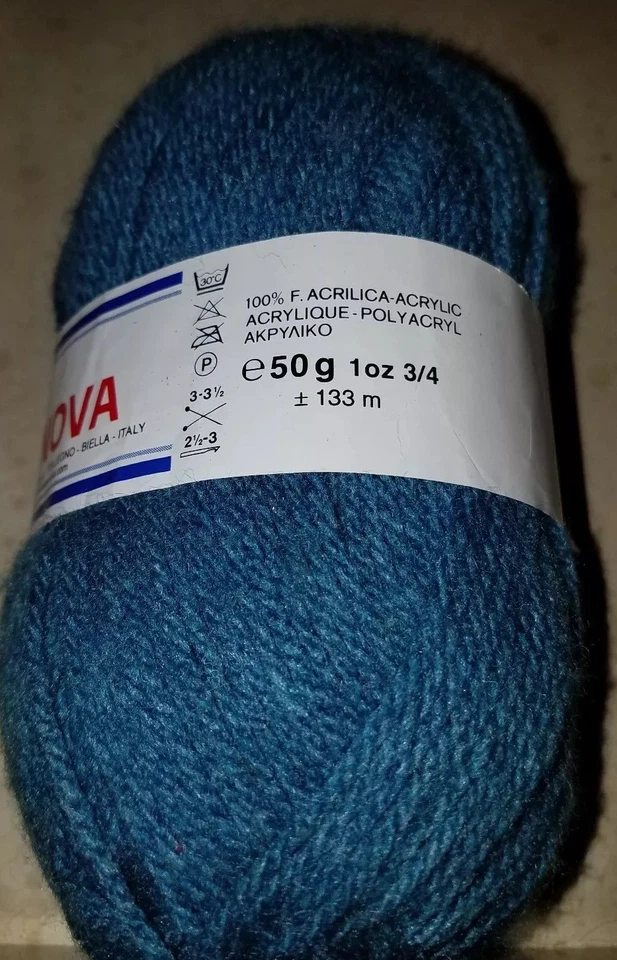 30°C
100% F. ACRILICA-ACRYLIC
ACRYLIQUE-POLYACRYL
ΑΚΡΥΛΙΚΟ
P
e50g 1oz 3/4
± 133 m
3-3½
2½-3
OVA
- BIELLA - ITALY